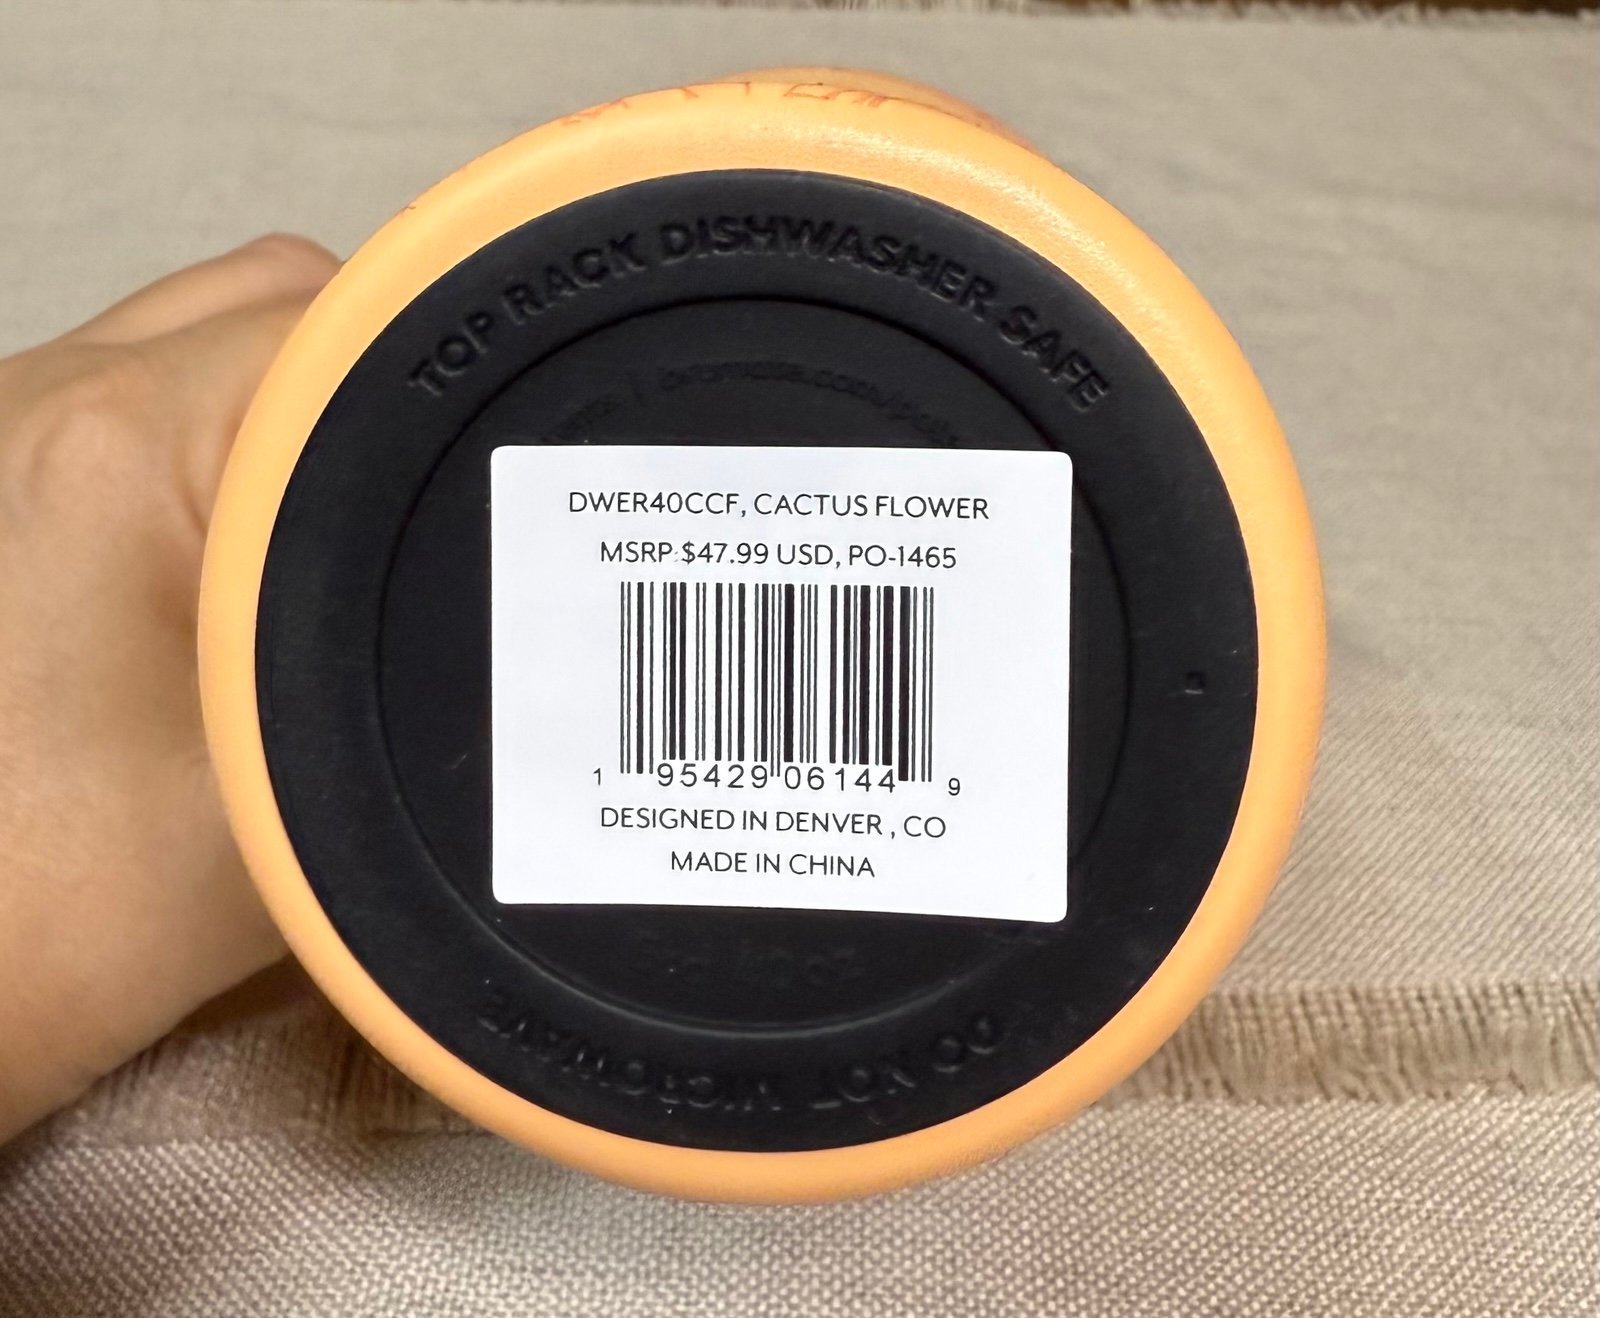 TOP RACK DISHWASHER SAFE
DWER40CCF, CACTUS FLOWER
MSRP:$47.99 USD, PO-1465
1 95429 06144 9
DESIGNED IN DENVER , CO
MADE IN CHINA
DO NOT MICROWAVE